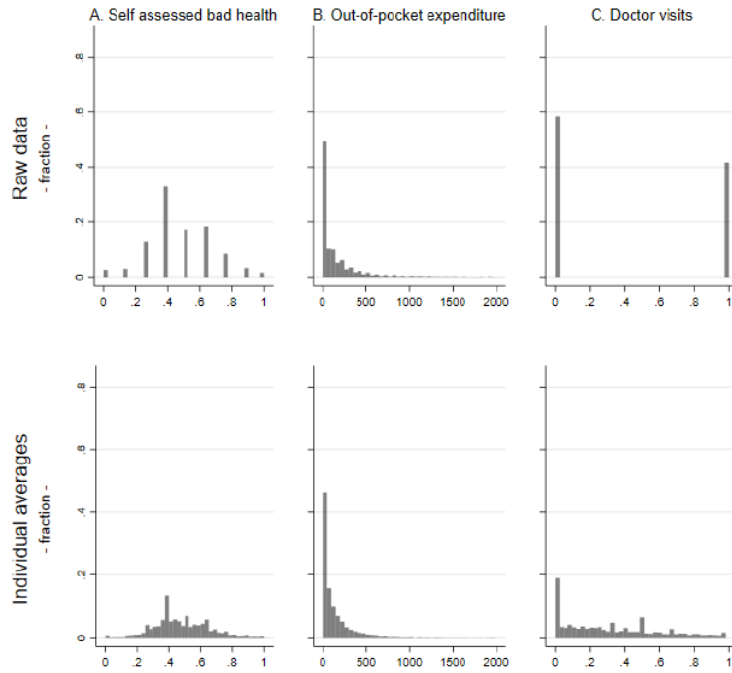 A. Self assessed bad health
B. Out-of-pocket expenditure
C. Doctor visits
Raw data
- fraction -
.8
.6
.4
.2
0
0 .2 .4 .6 .8 1
0 500 1000 1500 2000
0 .2 .4 .6 .8 1
Individual averages
- fraction -
.8
.6
.4
.2
0
0 .2 .4 .6 .8 1
0 500 1000 1500 2000
0 .2 .4 .6 .8 1